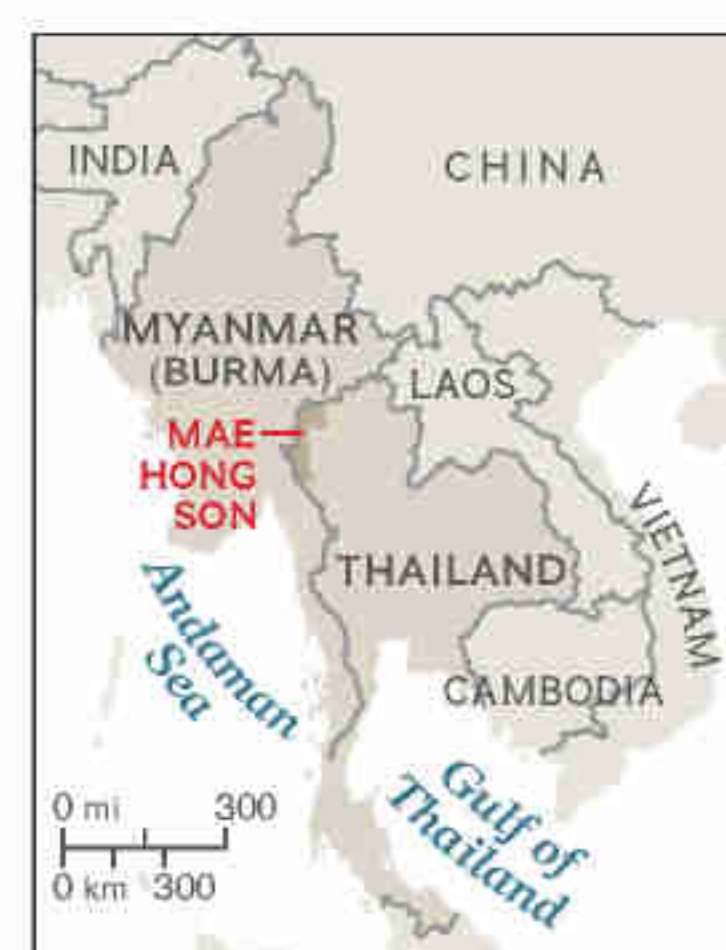 INDIA
CHINA
MYANMAR
(BURMA)
LAOS
MAE
HONG
SON
VIETNAM
THAILAND
Andaman
Sea
CAMBODIA
Gulf of
Thailand
0 mi 300
0 km 300